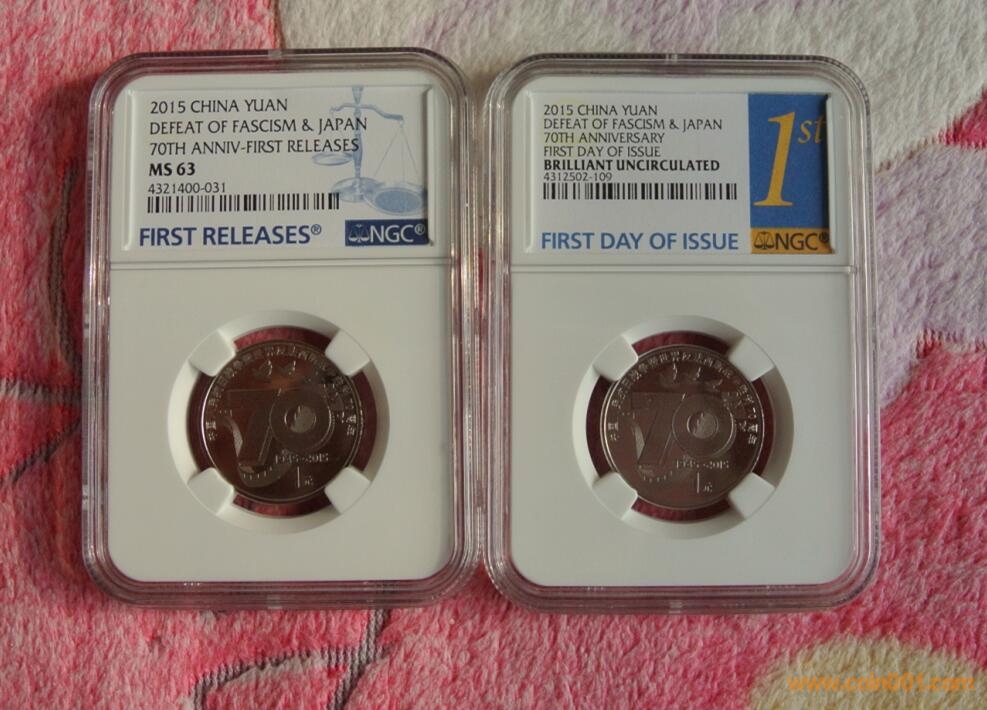 2015 CHINA YUAN
DEFEAT OF FASCISM & JAPAN
70TH ANNIV-FIRST RELEASES
MS 63
4321400-031
FIRST RELEASES®
NGC®
70
1945-2015
1元
2015 CHINA YUAN
DEFEAT OF FASCISM & JAPAN
70TH ANNIVERSARY
FIRST DAY OF ISSUE
BRILLIANT UNCIRCULATED
4312502-109
1st
FIRST DAY OF ISSUE
NGC®
70
1945-2015
1元
www.coin001.com